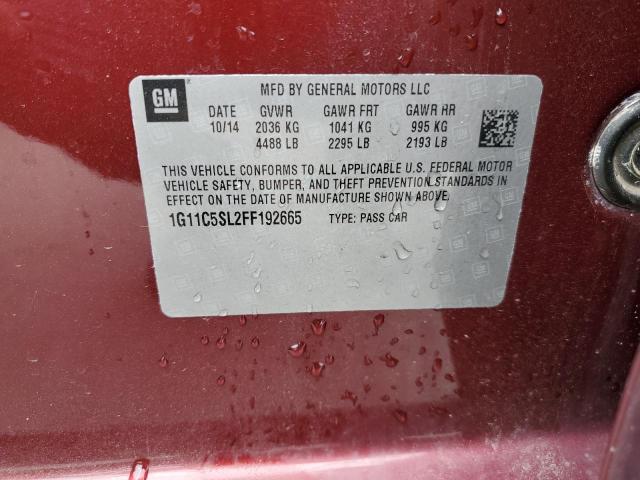 GM
MFD BY GENERAL MOTORS LLC
DATE GVWR GAWR FRT GAWR RR
10/14 2036 KG 1041 KG 995 KG
4488 LB 2295 LB 2193 LB
THIS VEHICLE CONFORMS TO ALL APPLICABLE U.S. FEDERAL MOTOR
VEHICLE SAFETY, BUMPER, AND THEFT PREVENTION STANDARDS IN
EFFECT ON THE DATE OF MANUFACTURE SHOWN ABOVE.
1G11C5SL2FF192665 TYPE: PASS CAR